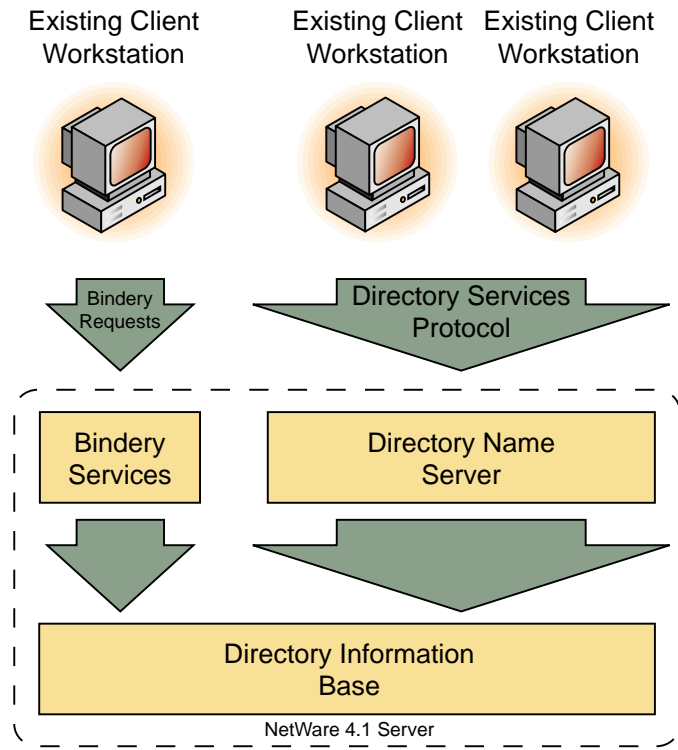 Existing Client
Workstation
Existing Client
Workstation
Existing Client
Workstation
Bindery
Requests
Directory Services
Protocol
Bindery
Services
Directory Name
Server
Directory Information
Base
NetWare 4.1 Server